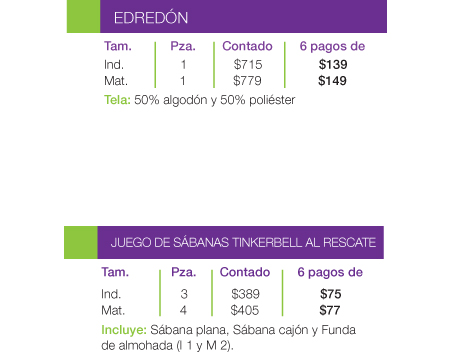 EDREDÓN
Tam. Pza. Contado 6 pagos de
Ind. 1 $715 $139
Mat. 1 $779 $149
Tela: 50% algodón y 50% poliéster
JUEGO DE SÁBANAS TINKERBELL AL RESCATE
Tam. Pza. Contado 6 pagos de
Ind. 3 $389 $75
Mat. 4 $405 $77
Incluye: Sábana plana, Sábana cajón y Funda
de almohada (I 1 y M 2).